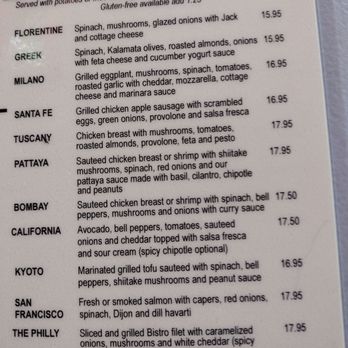 Served with potatoes
Gluten-free available add 1.25
FLORENTINE Spinach, mushrooms, glazed onions with Jack 15.95
and cottage cheese
GREEK Spinach, Kalamata olives, roasted almonds, onions 15.95
with feta cheese and cucumber yogurt sauce
MILANO Grilled eggplant, mushrooms, spinach, tomatoes, 16.95
roasted garlic with cheddar, mozzarella, cottage
cheese and marinara sauce
SANTA FE Grilled chicken apple sausage with scrambled 16.95
eggs, green onions, provolone and salsa fresca
TUSCANY Chicken breast with mushrooms, tomatoes, 17.95
roasted almonds, provolone, feta and pesto
PATTAYA Sauteed chicken breast or shrimp with shiitake 17.95
mushrooms, spinach, red onions and our
pattaya sauce made with basil, cilantro, chipotle
and peanuts
BOMBAY Sauteed chicken breast or shrimp with spinach, bell 17.50
peppers, mushrooms and onions with curry sauce
CALIFORNIA Avocado, bell peppers, tomatoes, sauteed 17.50
onions and cheddar topped with salsa fresca
and sour cream (spicy chipotle optional)
KYOTO Marinated grilled tofu sauteed with spinach, bell 16.95
peppers, shiitake mushrooms and peanut sauce
SAN Fresh or smoked salmon with capers, red onions, 17.95
FRANCISCO spinach, Dijon and dill havarti
THE PHILLY Sliced and grilled Bistro filet with caramelized 17.95
onions, mushrooms and white cheddar (spicy